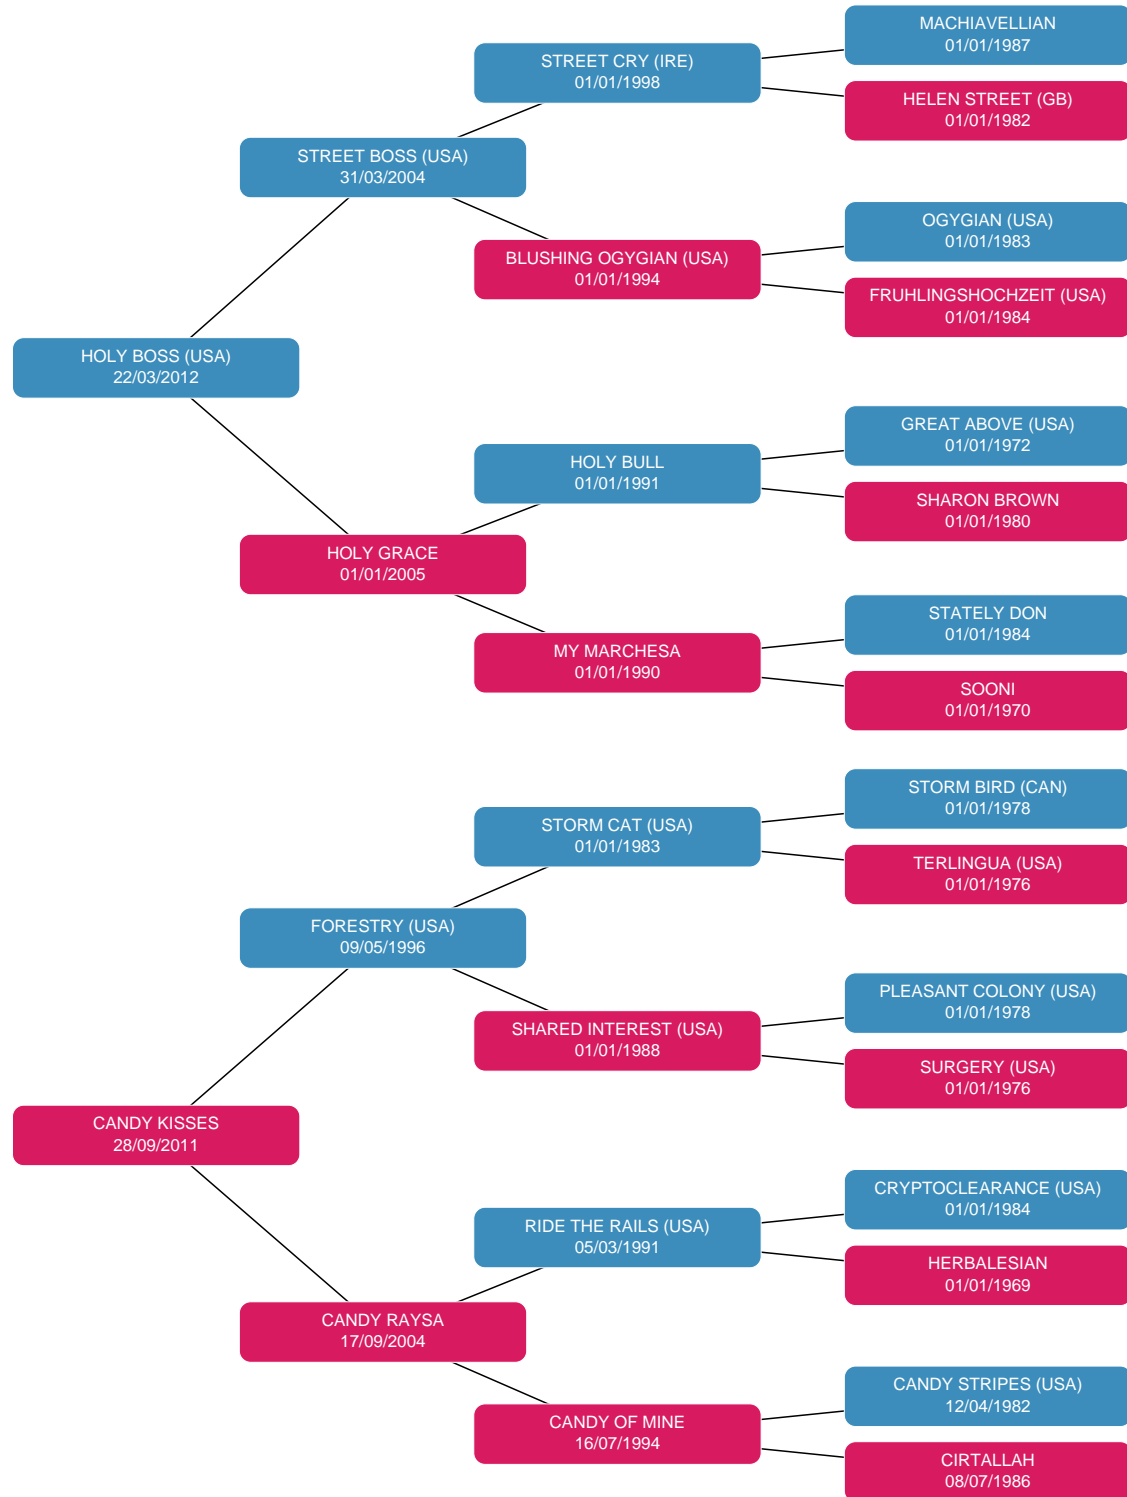 MACHIAVELLIAN
01/01/1987
STREET CRY (IRE)
01/01/1998
HELEN STREET (GB)
01/01/1982
STREET BOSS (USA)
31/03/2004
OGYGIAN (USA)
01/01/1983
BLUSHING OGYGIAN (USA)
01/01/1994
FRUHLINGSHOCHZEIT (USA)
01/01/1984
HOLY BOSS (USA)
22/03/2012
GREAT ABOVE (USA)
01/01/1972
HOLY BULL
01/01/1991
SHARON BROWN
01/01/1980
HOLY GRACE
01/01/2005
STATELY DON
01/01/1984
MY MARCHESA
01/01/1990
SOONI
01/01/1970
STORM BIRD (CAN)
01/01/1978
STORM CAT (USA)
01/01/1983
TERLINGUA (USA)
01/01/1976
FORESTRY (USA)
09/05/1996
PLEASANT COLONY (USA)
01/01/1978
SHARED INTEREST (USA)
01/01/1988
SURGERY (USA)
01/01/1976
CANDY KISSES
28/09/2011
CRYPTOCLEARANCE (USA)
01/01/1984
RIDE THE RAILS (USA)
05/03/1991
HERBALESIAN
01/01/1969
CANDY RAYSA
17/09/2004
CANDY STRIPES (USA)
12/04/1982
CANDY OF MINE
16/07/1994
CIRTALLAH
08/07/1986